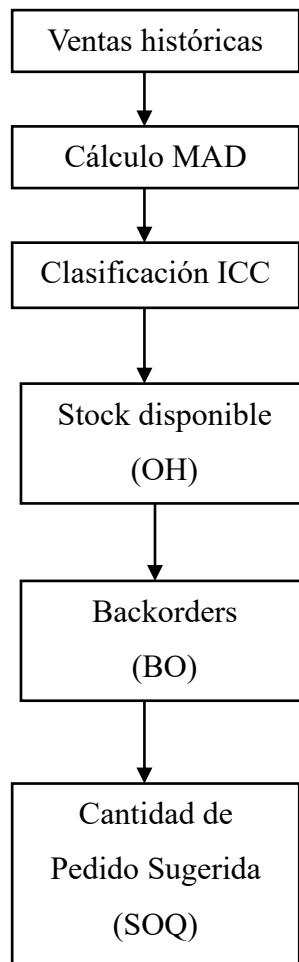 Ventas históricas
Cálculo MAD
Clasificación ICC
Stock disponible
(OH)
Backorders
(BO)
Cantidad de
Pedido Sugerida
(SOQ)